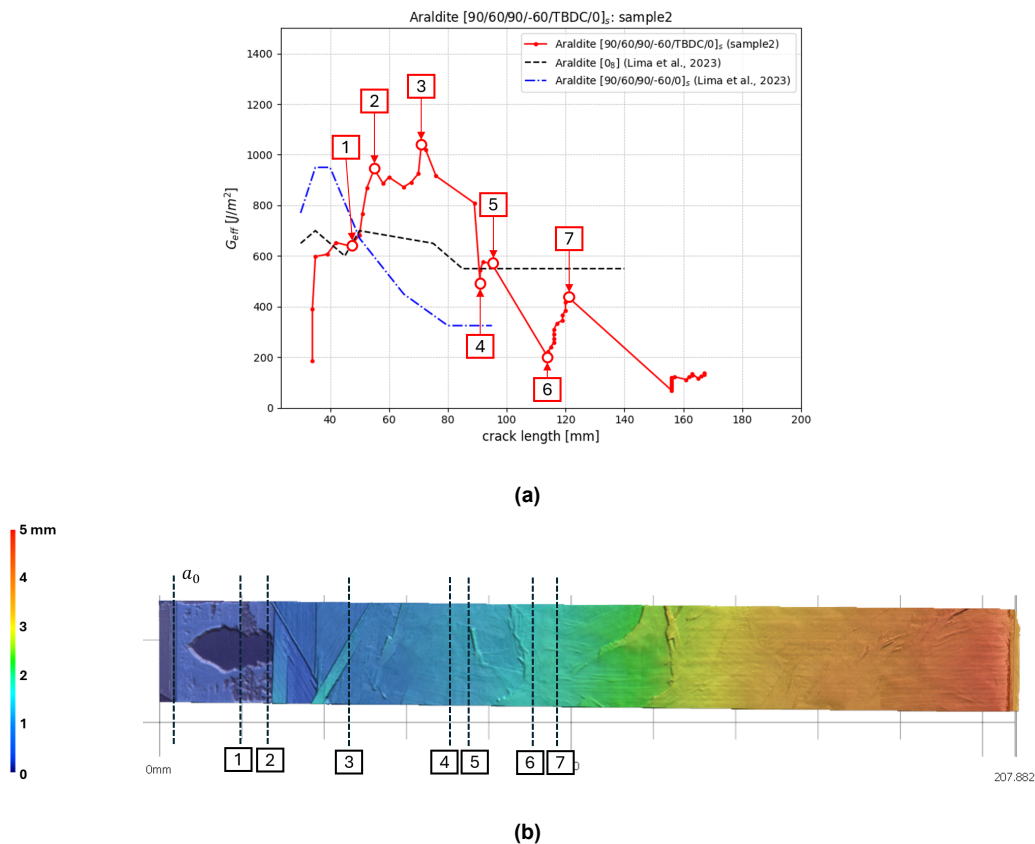 Araldite [90/60/90/-60/TBDC/0]ₛ: sample2
Araldite [90/60/90/-60/TBDC/0]ₛ (sample2)
Araldite [0₈] (Lima et al., 2023)
Araldite [90/60/90/-60/0]ₛ (Lima et al., 2023)
1400
1200
1000
800
600
400
200
0
G_eff [J/m²]
1
2
3
4
5
6
7
40 60 80 100 120 140 160 180 200
crack length [mm]
(a)
5 mm
4
3
2
1
0
a₀
1 2 3 4 5 6 7
0mm
0
207.882
(b)